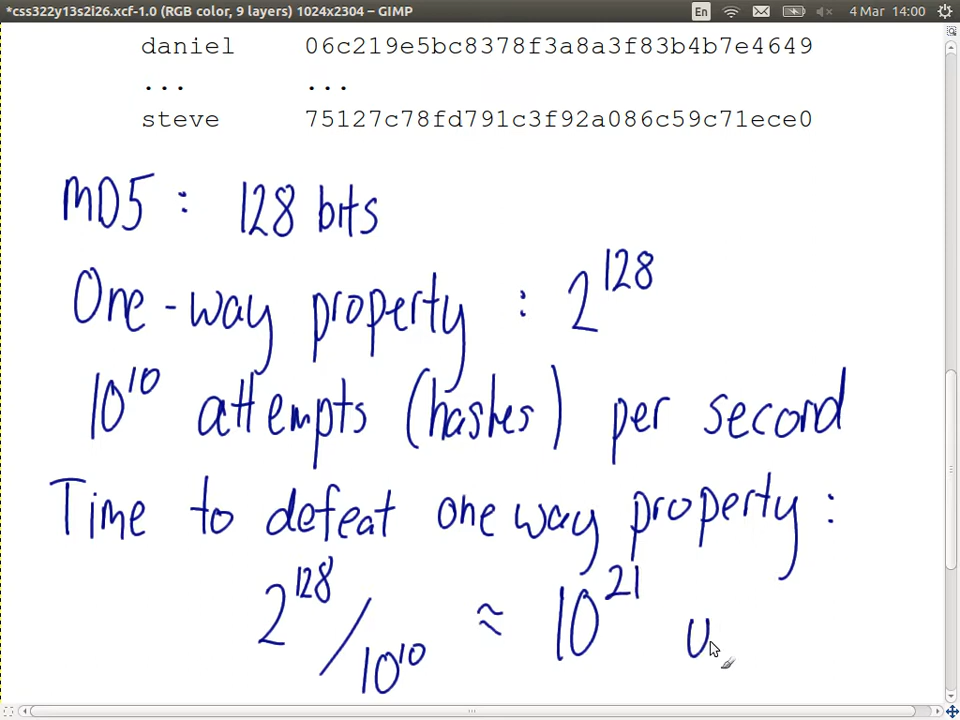 *css322y13s2i26.xcf-1.0 (RGB color, 9 layers) 1024x2304 – GIMP En 4 Mar 14:00
daniel 06c219e5bc8378f3a8a3f83b4b7e4649
... ...
steve 75127c78fd791c3f92a086c59c71ece0
MD5 : 128 bits
One-way property : 2^128
10^10 attempts (hashes) per second
Time to defeat one way property :
2^128/10^10 ≈ 10^21